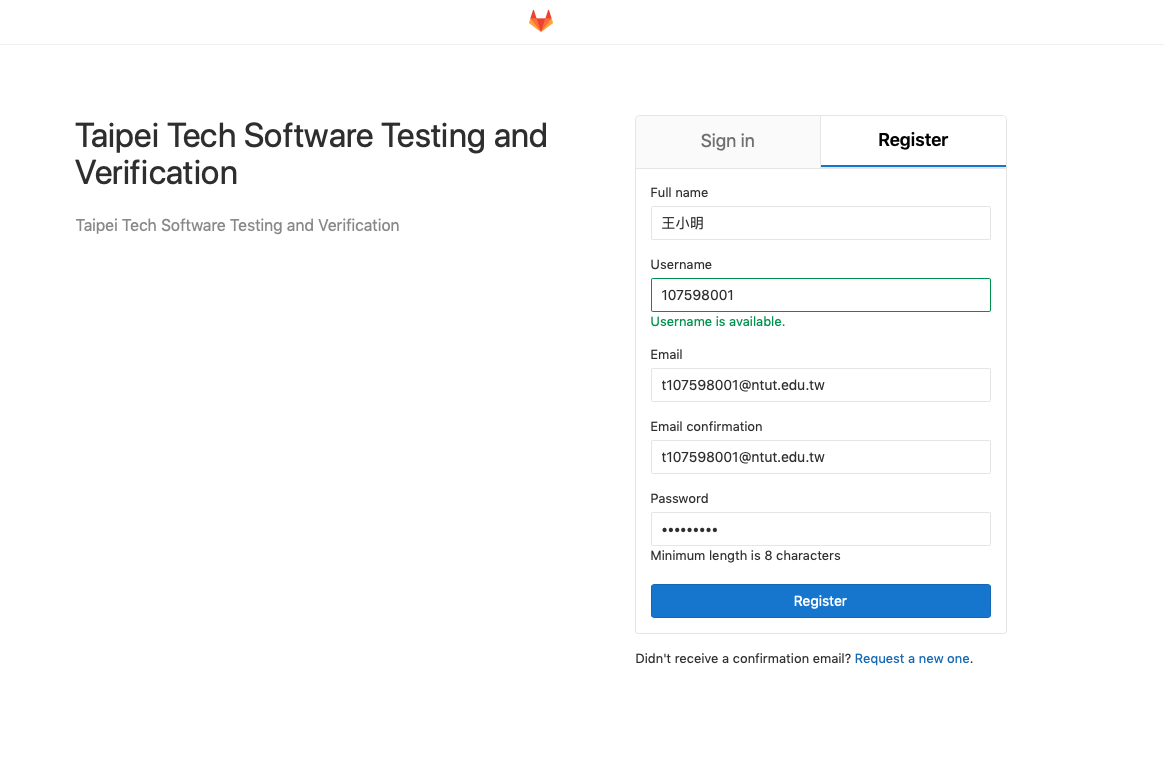 Taipei Tech Software Testing and
Verification
Taipei Tech Software Testing and Verification
Sign in
Register
Full name
王小明
Username
107598001
Username is available.
Email
t107598001@ntut.edu.tw
Email confirmation
t107598001@ntut.edu.tw
Password
•••••••••
Minimum length is 8 characters
Register
Didn't receive a confirmation email? Request a new one.